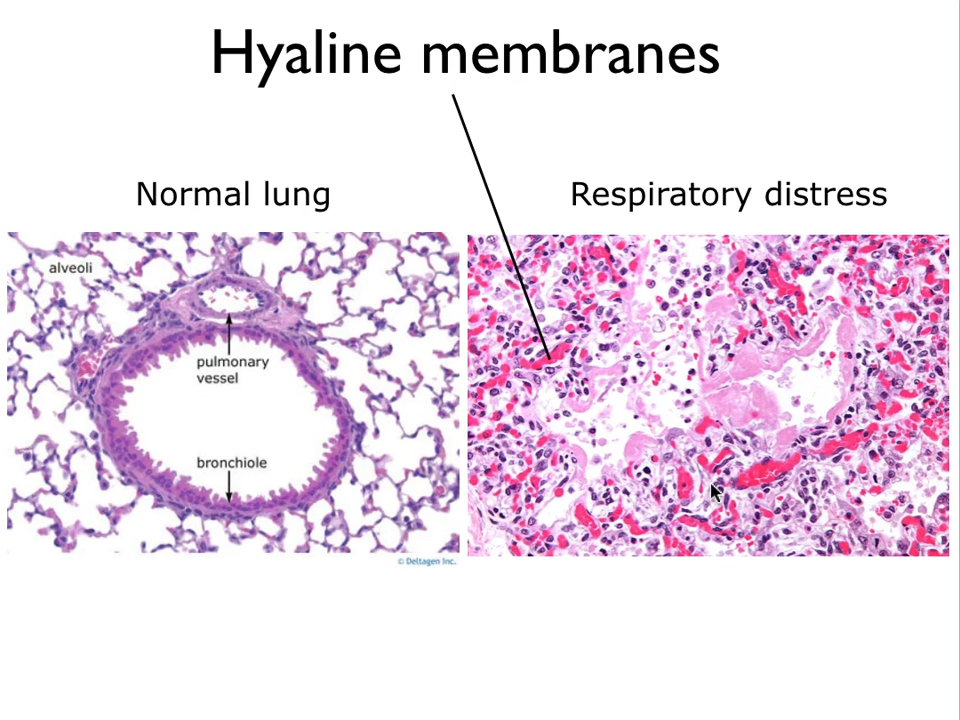 Hyaline membranes
Normal lung
Respiratory distress
alveoli
pulmonary
vessel
bronchiole
© Deltagen Inc.